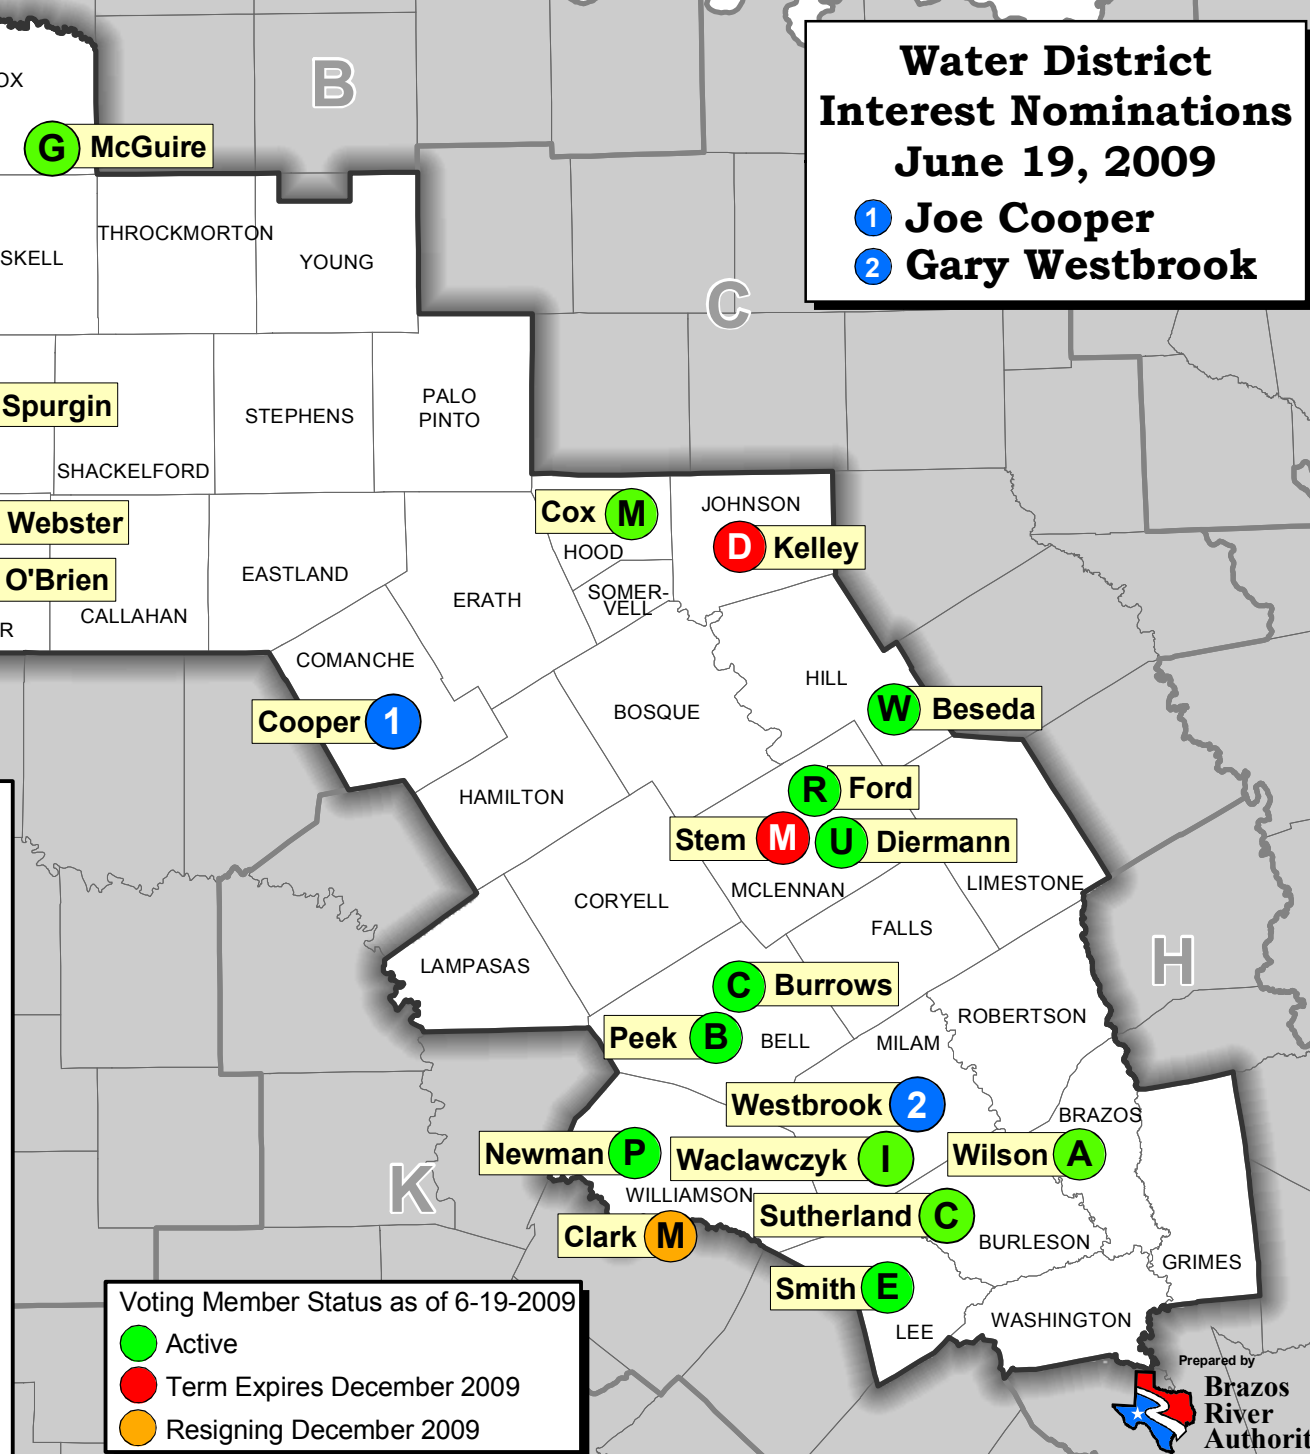 Water District
Interest Nominations
June 19, 2009
1 Joe Cooper
2 Gary Westbrook
B
OX
G McGuire
THROCKMORTON
SKELL
YOUNG
C
Spurgin
STEPHENS
PALO
PINTO
SHACKELFORD
Webster
Cox M
HOOD
JOHNSON
D Kelley
O'Brien
EASTLAND
ERATH
SOMER-
VELL
CALLAHAN
R
COMANCHE
Cooper 1
HILL
BOSQUE
W Beseda
HAMILTON
R Ford
Stem M
U Diermann
MCLENNAN
LIMESTONE
CORYELL
FALLS
LAMPASAS
H
C Burrows
ROBERTSON
Peek B
BELL
MILAM
Westbrook 2
BRAZOS
Newman P
Waclawczyk I
Wilson A
K
WILLIAMSON
Sutherland C
Clark M
BURLESON
GRIMES
Smith E
LEE
WASHINGTON
Voting Member Status as of 6-19-2009
Active
Term Expires December 2009
Resigning December 2009
Prepared by
Brazos
River
Authorit